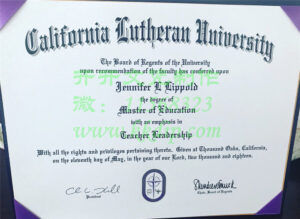 California Lutheran University
The Board of Regents of the University
upon recommendation of the faculty has conferred upon
Jennifer L Lippold
the degree of
Master of Education
with an emphasis in
Teacher Leadership
With all the rights and privileges pertaining thereto. Given at Thousand Oaks, California,
on the eleventh day of May, in the year of our Lord, two thousand and eighteen.
President
Chair, Board of Regents